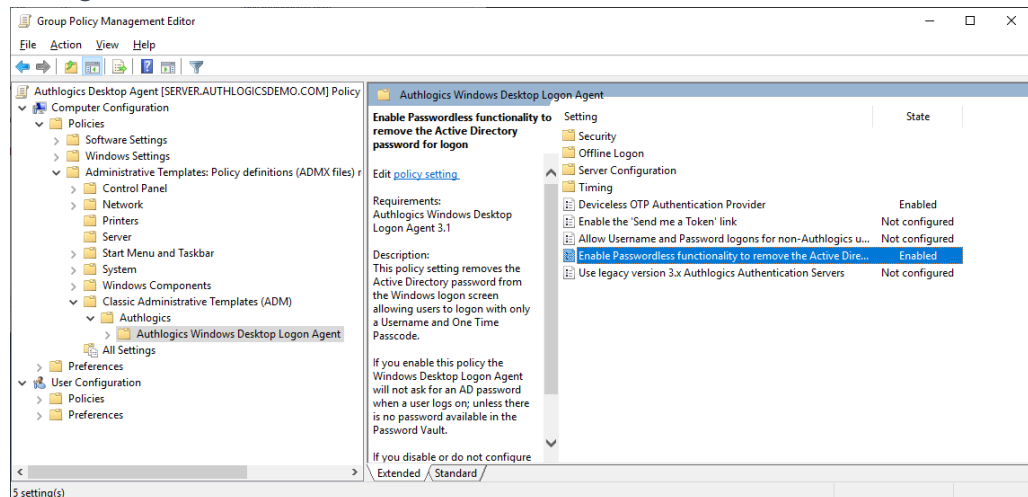 Group Policy Management Editor
File Action View Help
Authlogics Desktop Agent [SERVER.AUTHLOGICSDEMO.COM] Policy
Computer Configuration
Policies
Software Settings
Windows Settings
Administrative Templates: Policy definitions (ADMX files) r
Control Panel
Network
Printers
Server
Start Menu and Taskbar
System
Windows Components
Classic Administrative Templates (ADM)
Authlogics
Authlogics Windows Desktop Logon Agent
All Settings
Preferences
User Configuration
Policies
Preferences
Authlogics Windows Desktop Logon Agent
Enable Passwordless functionality to
remove the Active Directory
password for logon
Edit policy setting
Requirements:
Authlogics Windows Desktop
Logon Agent 3.1
Description:
This policy setting removes the
Active Directory password from
the Windows logon screen
allowing users to logon with only
a Username and One Time
Passcode.
If you enable this policy the
Windows Desktop Logon Agent
will not ask for an AD password
when a user logs on; unless there
is no password available in the
Password Vault.
If you disable or do not configure
Setting State
Security
Offline Logon
Server Configuration
Timing
Deviceless OTP Authentication Provider Enabled
Enable the 'Send me a Token' link Not configured
Allow Username and Password logons for non-Authlogics u... Not configured
Enable Passwordless functionality to remove the Active Dire... Enabled
Use legacy version 3.x Authlogics Authentication Servers Not configured
Extended Standard
5 setting(s)